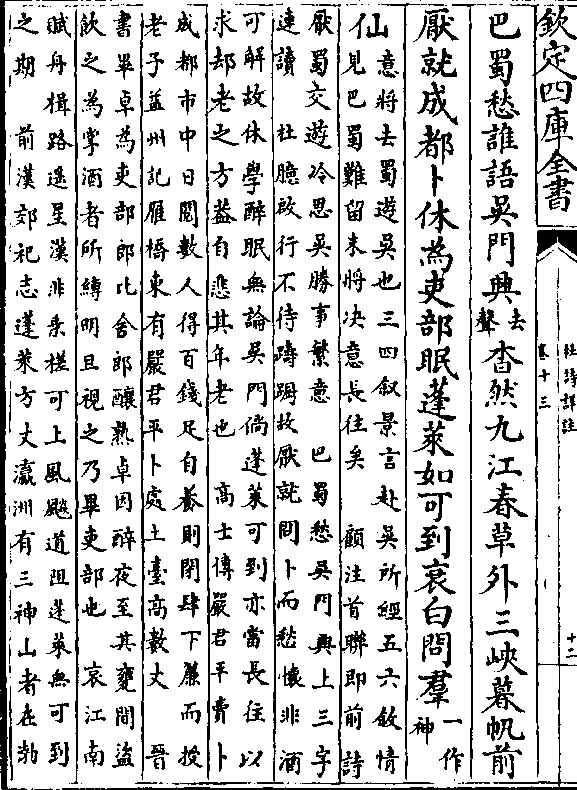 欽定四庫全書
杜詩詳註
卷十三
十二
巴蜀愁誰語吳門興去聲杳然九江春草外三峽暮帆前
厭就成都卜休為吏部眠蓬萊如可到衰白問羣一作神
仙意將去蜀遊吳也三四叙景言赴吳所經五六叙情
見巴蜀難留末將決意長往矣 顧注首聯即前詩
厭蜀交遊冷思吳勝事繁意 巴蜀愁吳門興上三字
連讀 杜臆啟行不待躊躇故厭就問卜而愁懷非酒
可解故休學醉眠無論吳門倘蓬萊可到亦當長住以
求却老之方葢自悲其年老也 高士傳嚴君平賣卜
成都市中日閱數人得百錢足自養則閉肆下簾而授
老子益州記雁橋東有嚴君平卜處土臺高數丈 晉
書畢卓為吏部郎比舍郎釀熟卓因醉夜至其甕間盜
飲之為掌酒者所縛明旦視之乃畢吏部也 哀江南
賦舟楫路遥星漢非乗槎可上風飈道阻蓬萊無可到
之期 前漢郊祀志蓬萊方丈瀛洲有三神山者在勃